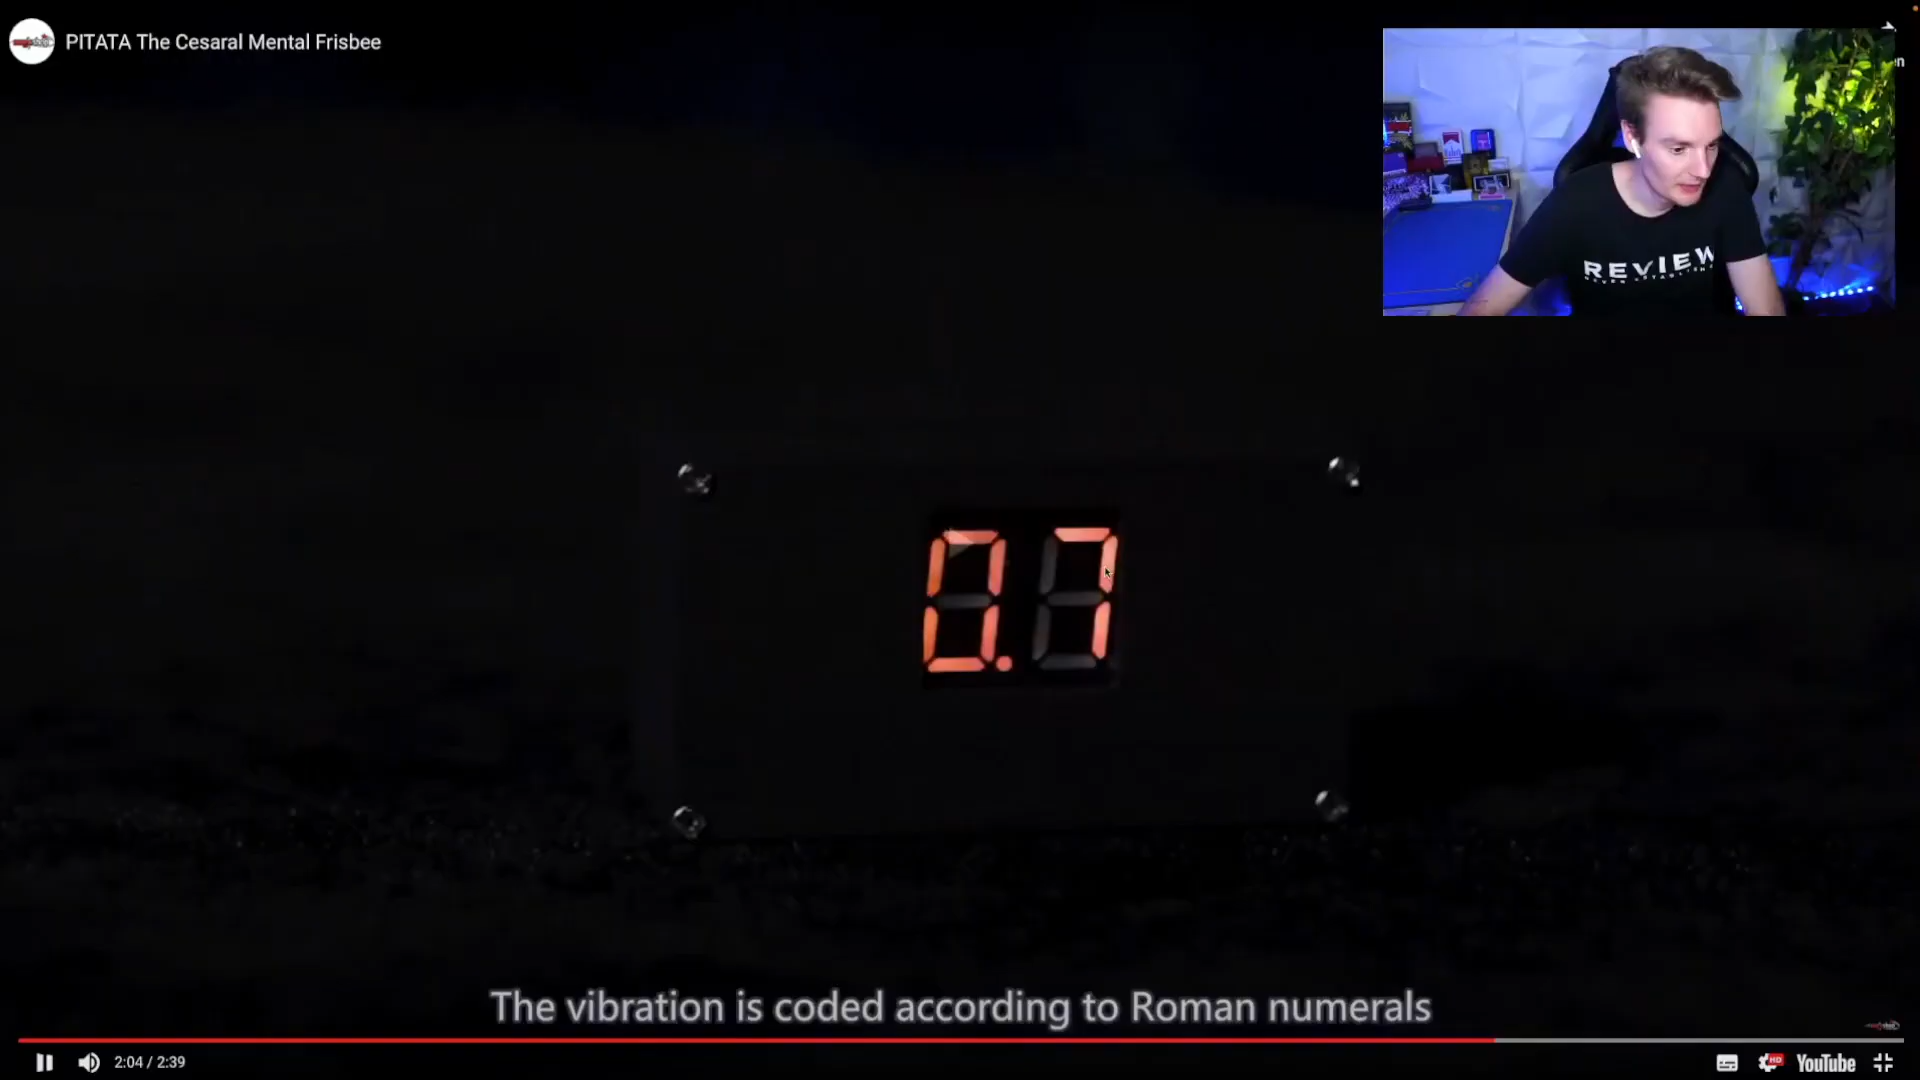 PITATA The Cesaral Mental Frisbee
REVIEW
0.7
The vibration is coded according to Roman numerals
2:04 / 2:39
HD
YouTube